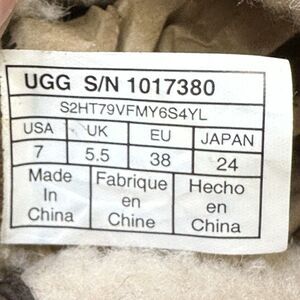 UGG S/N 1017380
S2HT79VFMY6S4YL
USA UK EU JAPAN
7 5.5 38 24
Made Fabrique Hecho
In en en
China Chine China